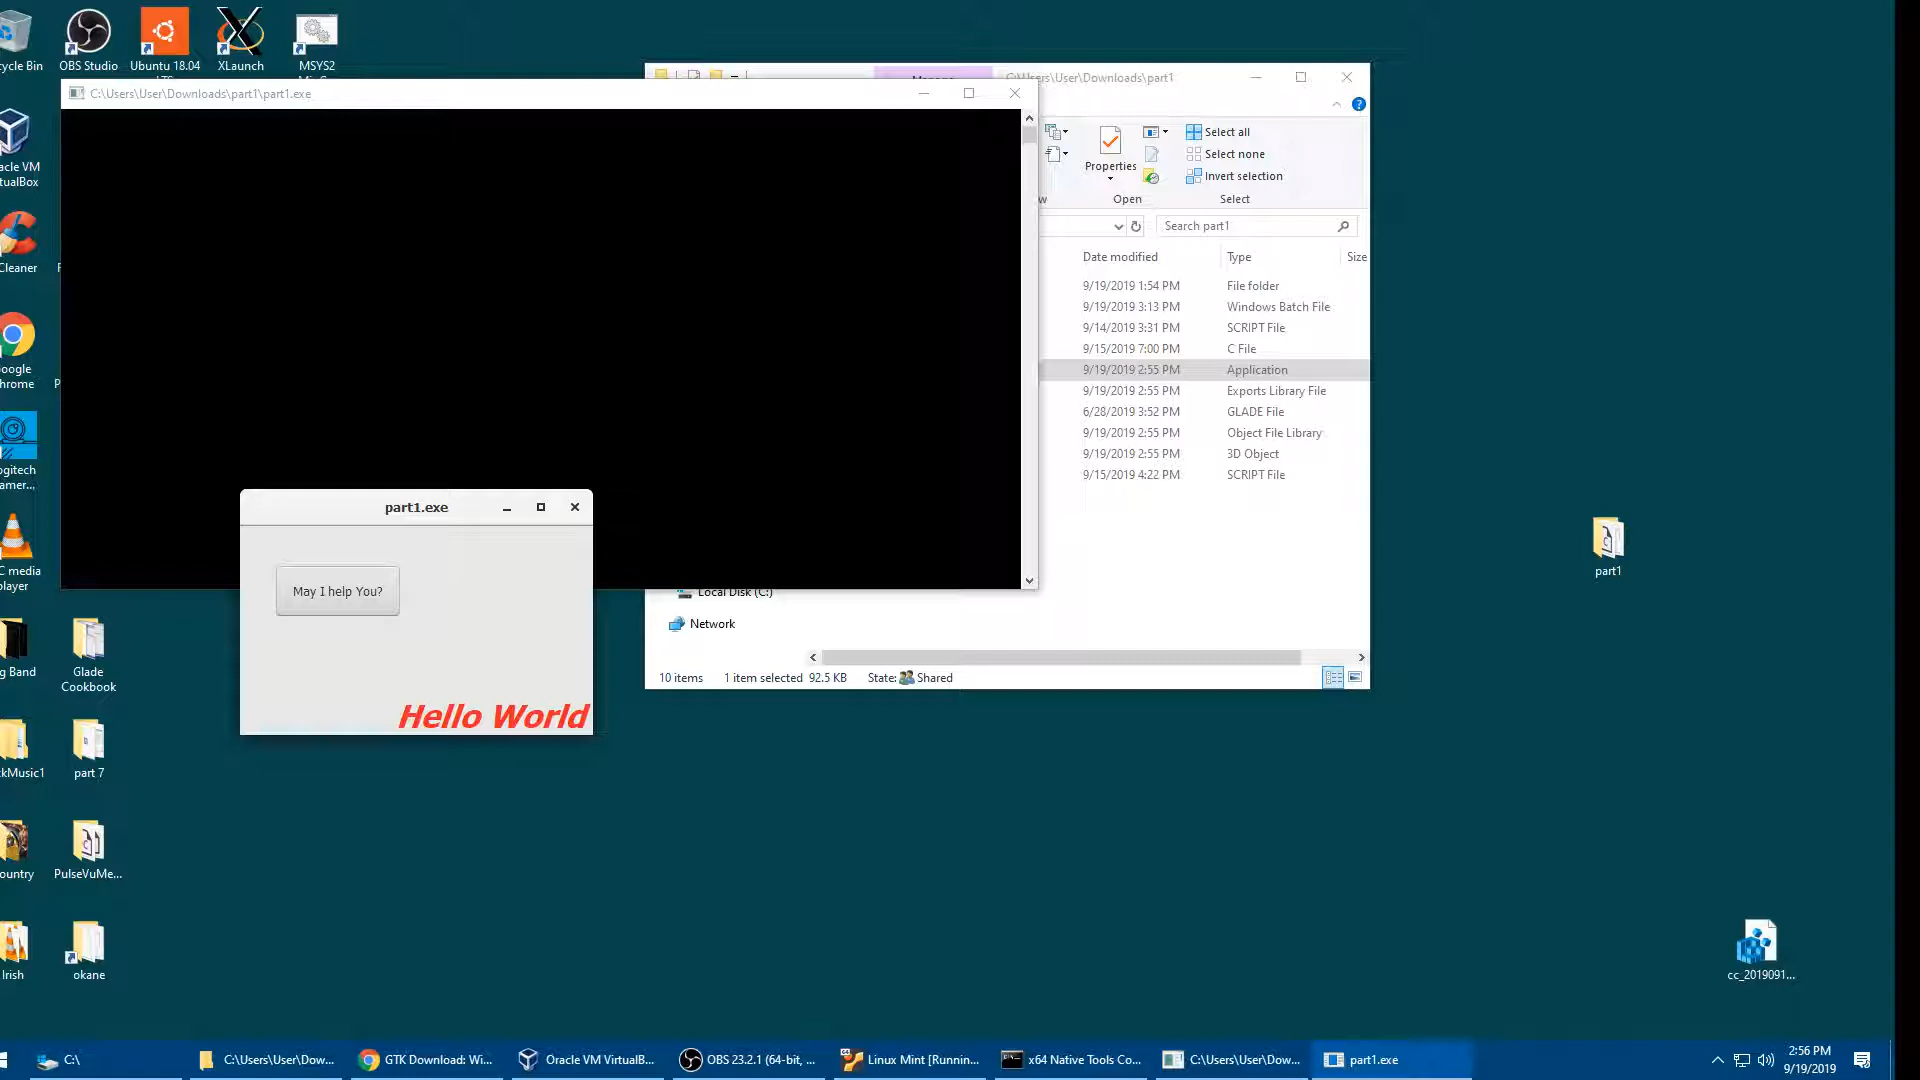 cycle Bin
OBS Studio
Ubuntu 18.04
LTS
XLaunch
MSYS2
C:\Users\User\Downloads\part1\part1.exe
C:\Users\User\Downloads\part1
Select all
Select none
Invert selection
Properties
Open
Select
w
Search part1
Date modified
Type
Size
9/19/2019 1:54 PM
File folder
9/19/2019 3:13 PM
Windows Batch File
9/14/2019 3:31 PM
SCRIPT File
9/15/2019 7:00 PM
C File
9/19/2019 2:55 PM
Application
9/19/2019 2:55 PM
Exports Library File
6/28/2019 3:52 PM
GLADE File
9/19/2019 2:55 PM
Object File Library
9/19/2019 2:55 PM
3D Object
9/15/2019 4:22 PM
SCRIPT File
Local Disk (C:)
Network
10 items
1 item selected 92.5 KB
State: Shared
part1.exe
May I help You?
Hello World
acle VM
tualBox
Cleaner
oogle
hrome
ogitech
amer...
C media
player
g Band
Glade
Cookbook
ckMusic1
part 7
ountry
PulseVuMe...
Irish
okane
part1
cc_2019091...
C:\
C:\Users\User\Dow...
GTK Download: Wi...
Oracle VM VirtualB...
OBS 23.2.1 (64-bit, ...
Linux Mint [Runnin...
x64 Native Tools Co...
C:\Users\User\Dow...
part1.exe
2:56 PM
9/19/2019